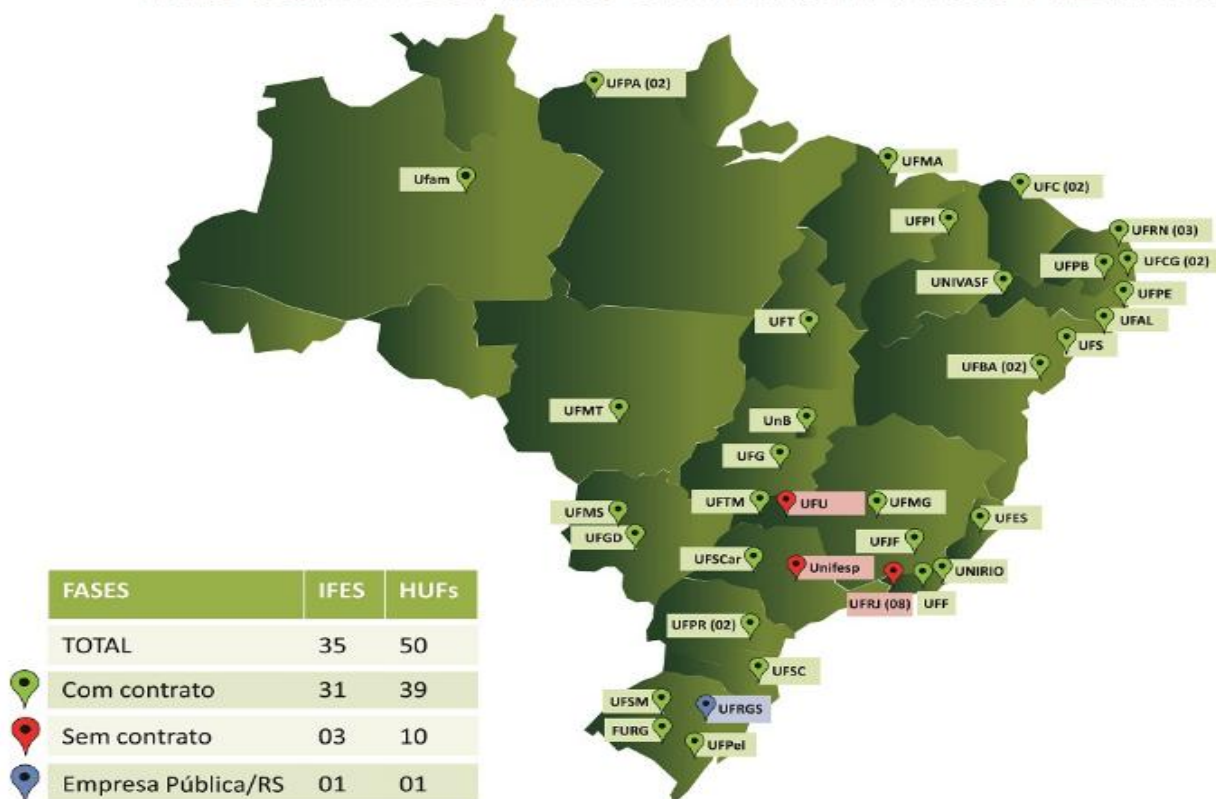 UFPA (02)
UFMA
Ufam
UFC (02)
UFPI
UFRN (03)
UFPB
UFCG (02)
UNIVASF
UFPE
UFT
UFAL
UFS
UFBA (02)
UFMT
UnB
UFG
UFTM
UFU
UFMG
UFMS
UFES
UFGD
UFJF
UFSCar
Unifesp
UNIRIO
UFRJ (08)
UFF
UFPR (02)
UFSC
UFSM
UFRGS
FURG
UFPel
FASES IFES HUFs
TOTAL 35 50
Com contrato 31 39
Sem contrato 03 10
Empresa Pública/RS 01 01